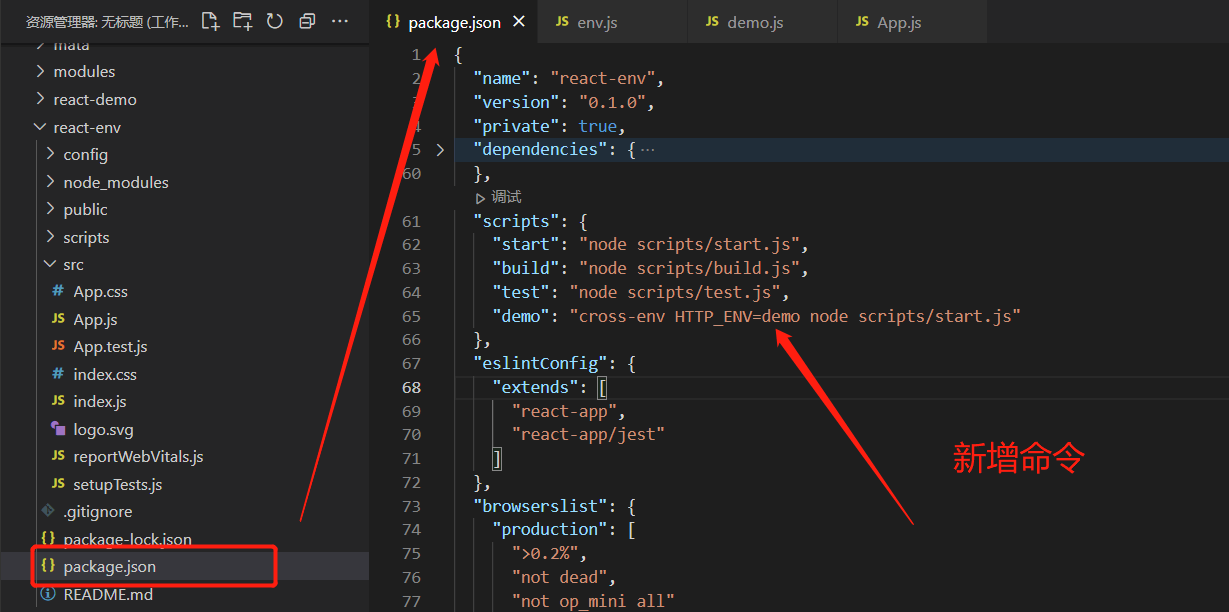 资源管理器: 无标题 (工作...
mata
modules
react-demo
react-env
config
node_modules
public
scripts
src
# App.css
JS App.js
JS App.test.js
# index.css
JS index.js
logo.svg
JS reportWebVitals.js
JS setupTests.js
.gitignore
{} package-lock.json
{} package.json
README.md
{} package.json ×
JS env.js
JS demo.js
JS App.js
1 {
2 "name": "react-env",
"version": "0.1.0",
4 "private": true,
5 "dependencies": { ···
60 },
调试
61 "scripts": {
62 "start": "node scripts/start.js",
63 "build": "node scripts/build.js",
64 "test": "node scripts/test.js",
65 "demo": "cross-env HTTP_ENV=demo node scripts/start.js"
66 },
67 "eslintConfig": {
68 "extends": [
69 "react-app",
70 "react-app/jest"
71 ]
72 },
73 "browserslist": {
74 "production": [
75 ">0.2%",
76 "not dead",
77 "not op_mini all"
新增命令